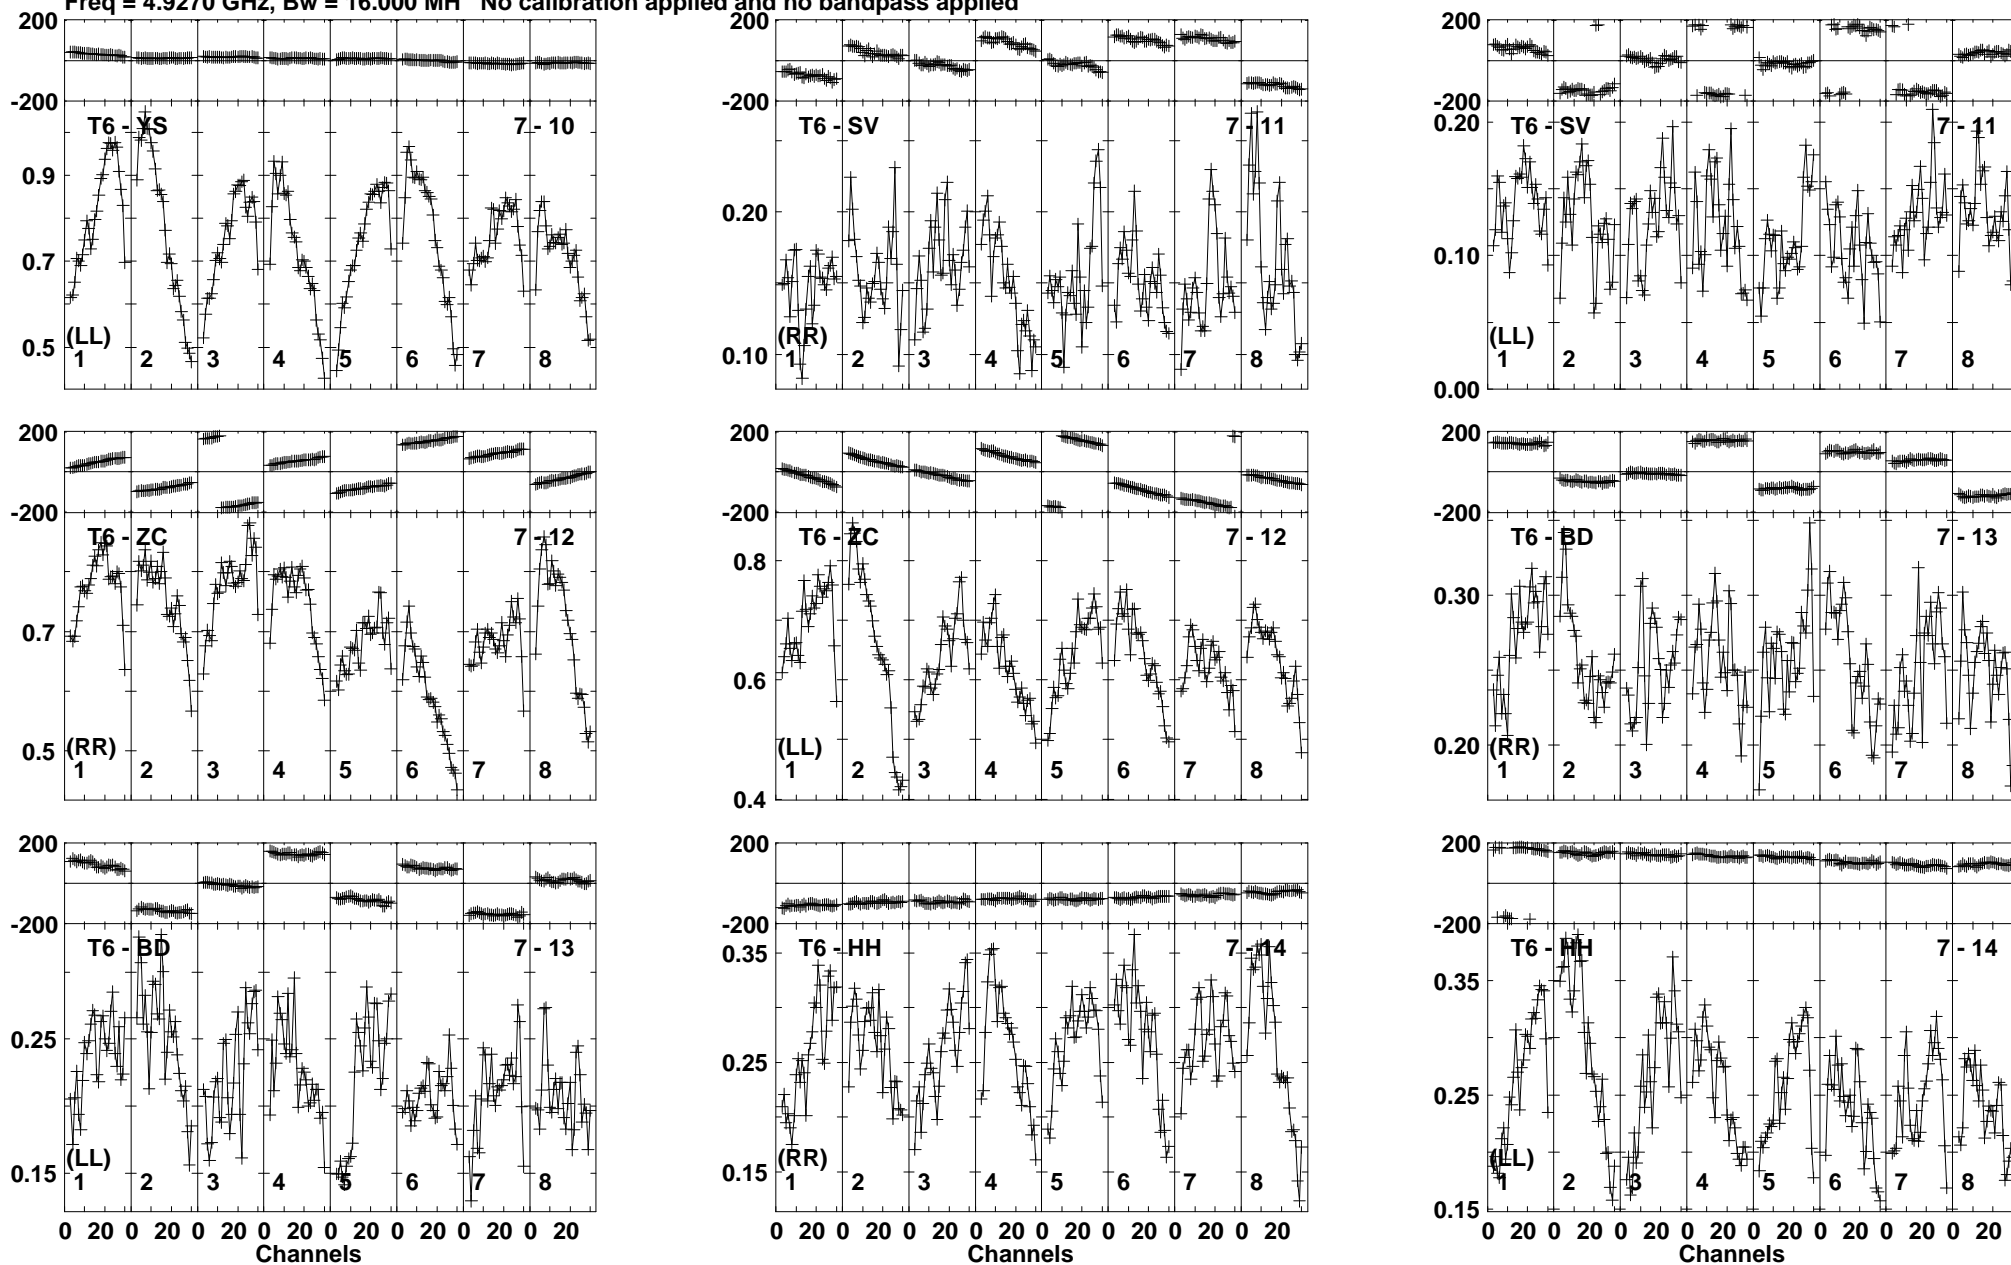 Freq = 4.9270 GHz, Bw = 16.000 MH No calibration applied and no bandpass applied
200 200 200
-200 -200 -200
T6 - YS 7 - 10 T6 - SV 7 - 11 T6 - SV 7 - 11
0.20
0.9
0.20
0.7 0.10
(LL) (RR) (LL)
0.5 0.10
1 2 3 4 5 6 7 8 1 2 3 4 5 6 7 8 1 2 3 4 5 6 7 8
0.00
200 200 200
-200 -200 -200
T6 - ZC 7 - 12 T6 - ZC 7 - 12 T6 - BD 7 - 13
0.8
0.30
0.7
0.6
0.5 (RR) (LL) 0.20 (RR)
1 2 3 4 5 6 7 8 1 2 3 4 5 6 7 8 1 2 3 4 5 6 7 8
0.4
200 200 200
-200 -200 -200
T6 - BD 7 - 13 T6 - HH 7 - 14 T6 - HH 7 - 14
0.35 0.35
0.25 0.25 0.25
(LL) (RR) (LL)
0.15 0.15
1 2 3 4 5 6 7 8 1 2 3 4 5 6 7 8 1 2 3 4 5 6 7 8
0.15
0 20 0 20 0 20 0 20 0 20 0 20 0 20 0 20 0 20 0 20 0 20 0 20 0 20 0 20 0 20 0 20 0 20 0 20 0 20 0 20 0 20 0 20 0 20 0 20
Channels Channels Channels